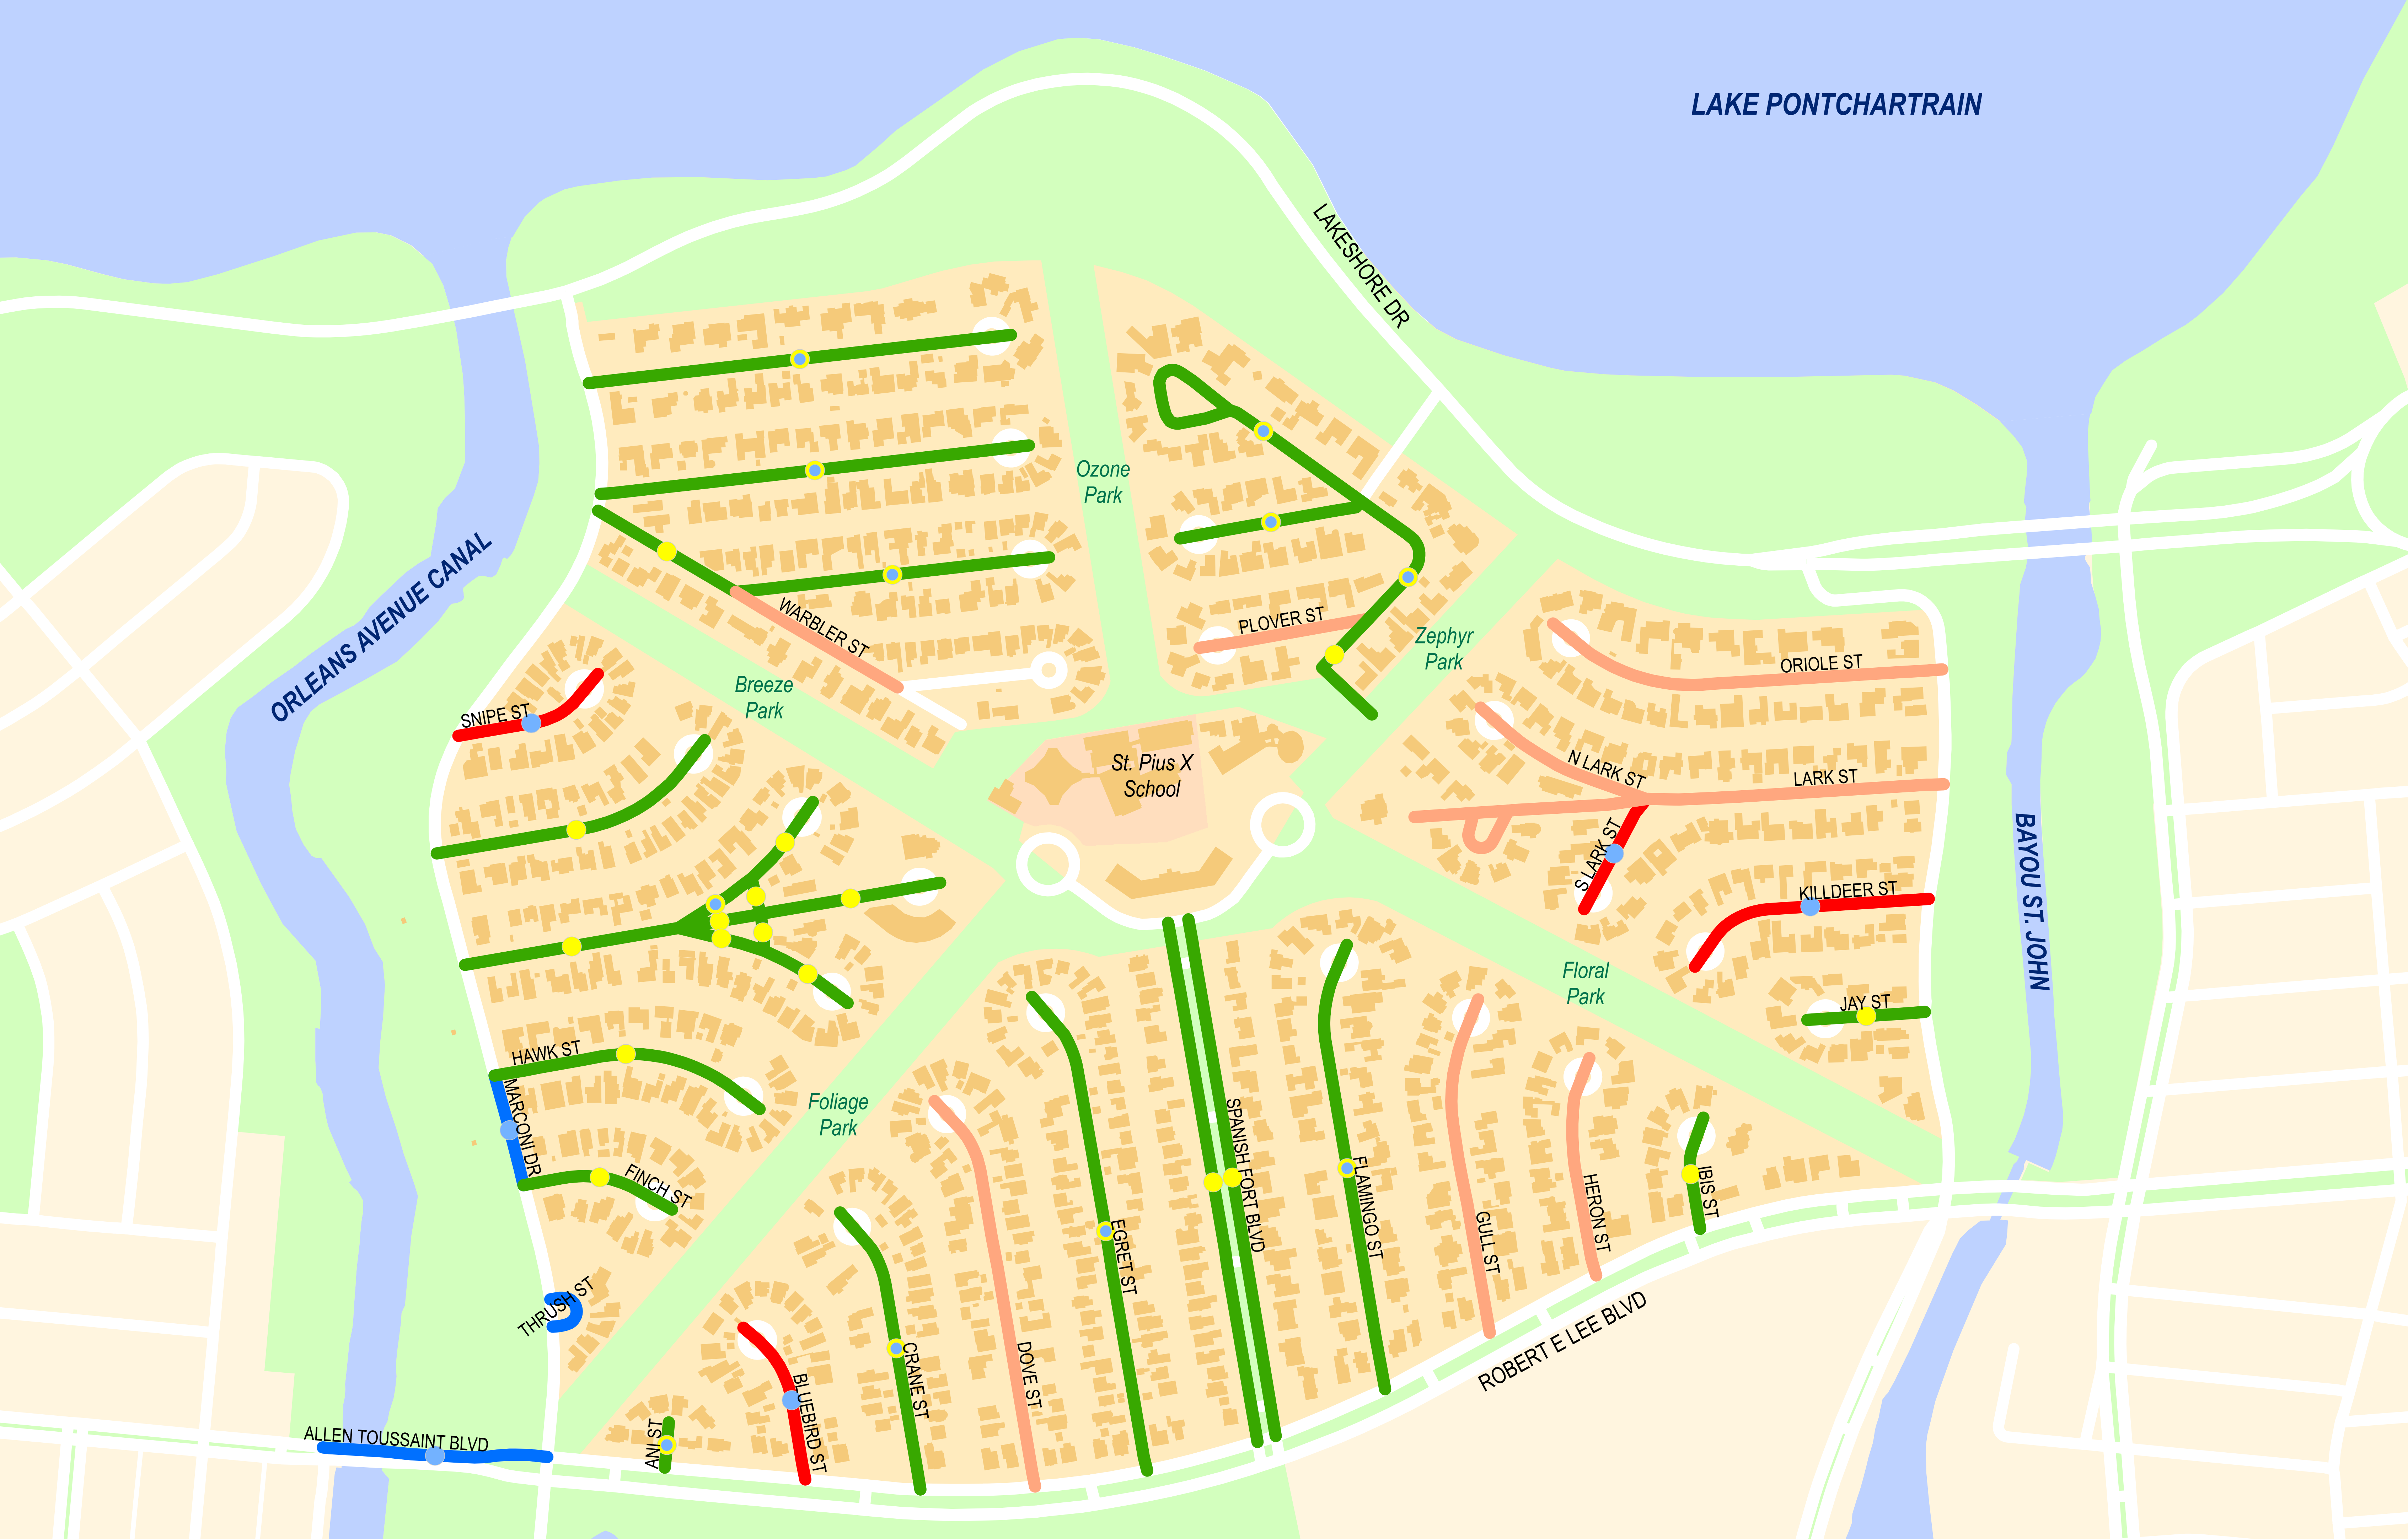 LAKE PONTCHARTRAIN
LAKESHORE DR
ORLEANS AVENUE CANAL
Ozone
Park
WARBLER ST
PLOVER ST
Zephyr
Park
ORIOLE ST
Breeze
Park
SNIPE ST
St. Pius X
School
N LARK ST
LARK ST
S LARK ST
KILLDEER ST
BAYOU ST. JOHN
Floral
Park
JAY ST
HAWK ST
MARCONI DR
Foliage
Park
FINCH ST
SPANISH FORT BLVD
FLAMINGO ST
EGRET ST
GULL ST
HERON ST
IBIS ST
THRUSH ST
ROBERT E LEE BLVD
CRANE ST
DOVE ST
BLUEBIRD ST
ANI ST
ALLEN TOUSSAINT BLVD